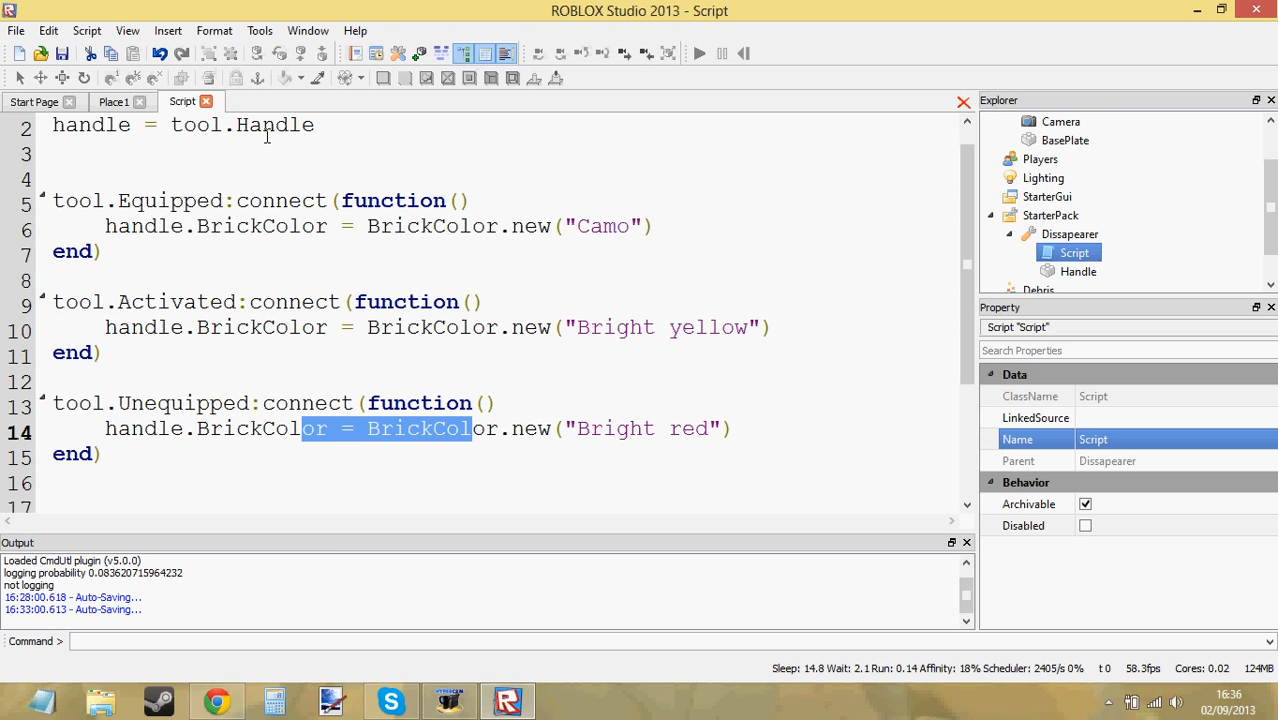 ROBLOX Studio 2013 - Script
File Edit Script View Insert Format Tools Window Help
Start Page Place1 Script
2 handle = tool.Handle
3
4
5 tool.Equipped:connect(function()
6 handle.BrickColor = BrickColor.new("Camo")
7 end)
8
9 tool.Activated:connect(function()
10 handle.BrickColor = BrickColor.new("Bright yellow")
11 end)
12
13 tool.Unequipped:connect(function()
14 handle.BrickColor = BrickColor.new("Bright red")
15 end)
16
17
Explorer
Camera
BasePlate
Players
Lighting
StarterGui
StarterPack
Dissapearer
Script
Handle
Debris
Property
Script "Script"
Search Properties
Data
ClassName Script
LinkedSource
Name Script
Parent Dissapearer
Behavior
Archivable
Disabled
Output
Loaded CmdUtl plugin (v5.0.0)
logging probability 0.083620715964232
not logging
16:28:00.618 - Auto-Saving...
16:33:00.613 - Auto-Saving...
Command >
Sleep: 14.8 Wait: 2.1 Run: 0.14 Affinity: 18% Scheduler: 2405/s 0% t 0 58.3fps Cores: 0.02 124MB
16:36
02/09/2013